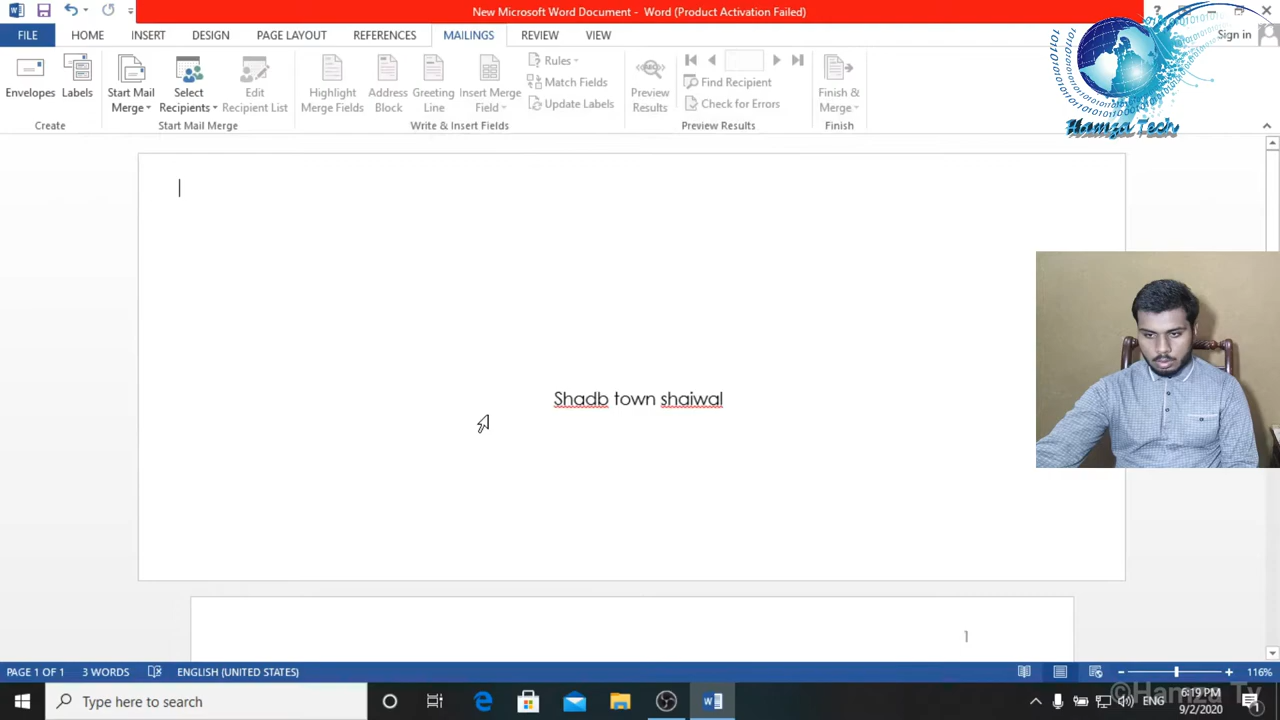 New Microsoft Word Document - Word (Product Activation Failed)
?
Sign in
FILE HOME INSERT DESIGN PAGE LAYOUT REFERENCES MAILINGS REVIEW VIEW
Envelopes
Labels
Create
Start Mail Merge
Select Recipients
Edit Recipient List
Start Mail Merge
Highlight Merge Fields
Address Block
Greeting Line
Insert Merge Field
Rules
Match Fields
Update Labels
Write & Insert Fields
ABC
Preview Results
Find Recipient
Check for Errors
Preview Results
Finish & Merge
Finish
Hamza Tech
Shadb town shaiwal
1
PAGE 1 OF 1 3 WORDS ENGLISH (UNITED STATES) 116%
Type here to search
©Hamza Tv
ENG
6:19 PM
9/2/2020